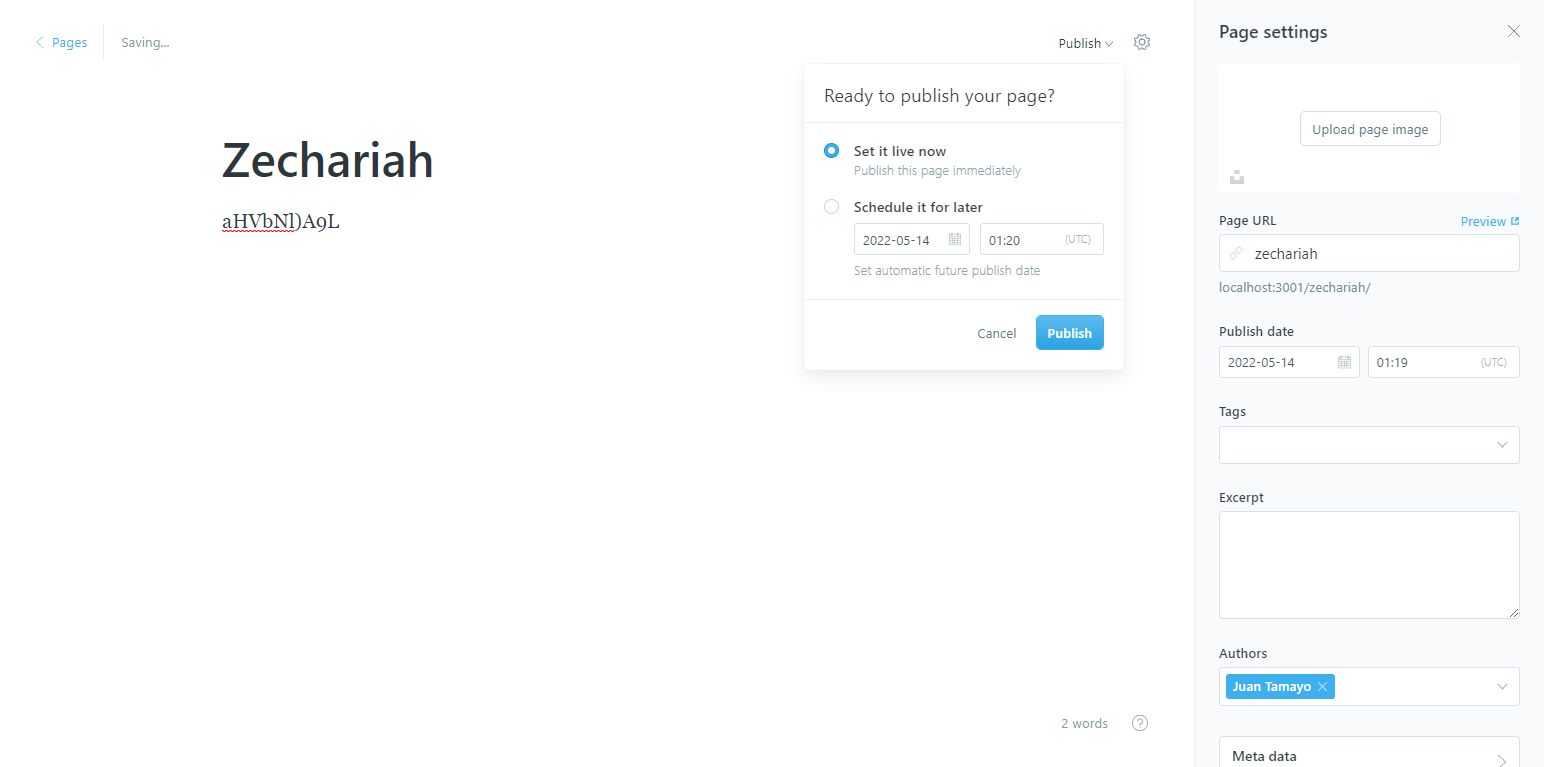 Pages
Saving...
Publish
Zechariah
aHVbNl)A9L
Ready to publish your page?
Set it live now
Publish this page immediately
Schedule it for later
2022-05-14
01:20 (UTC)
Set automatic future publish date
Cancel
Publish
2 words
Page settings
Upload page image
Page URL
Preview
zechariah
localhost:3001/zechariah/
Publish date
2022-05-14
01:19 (UTC)
Tags
Excerpt
Authors
Juan Tamayo
Meta data